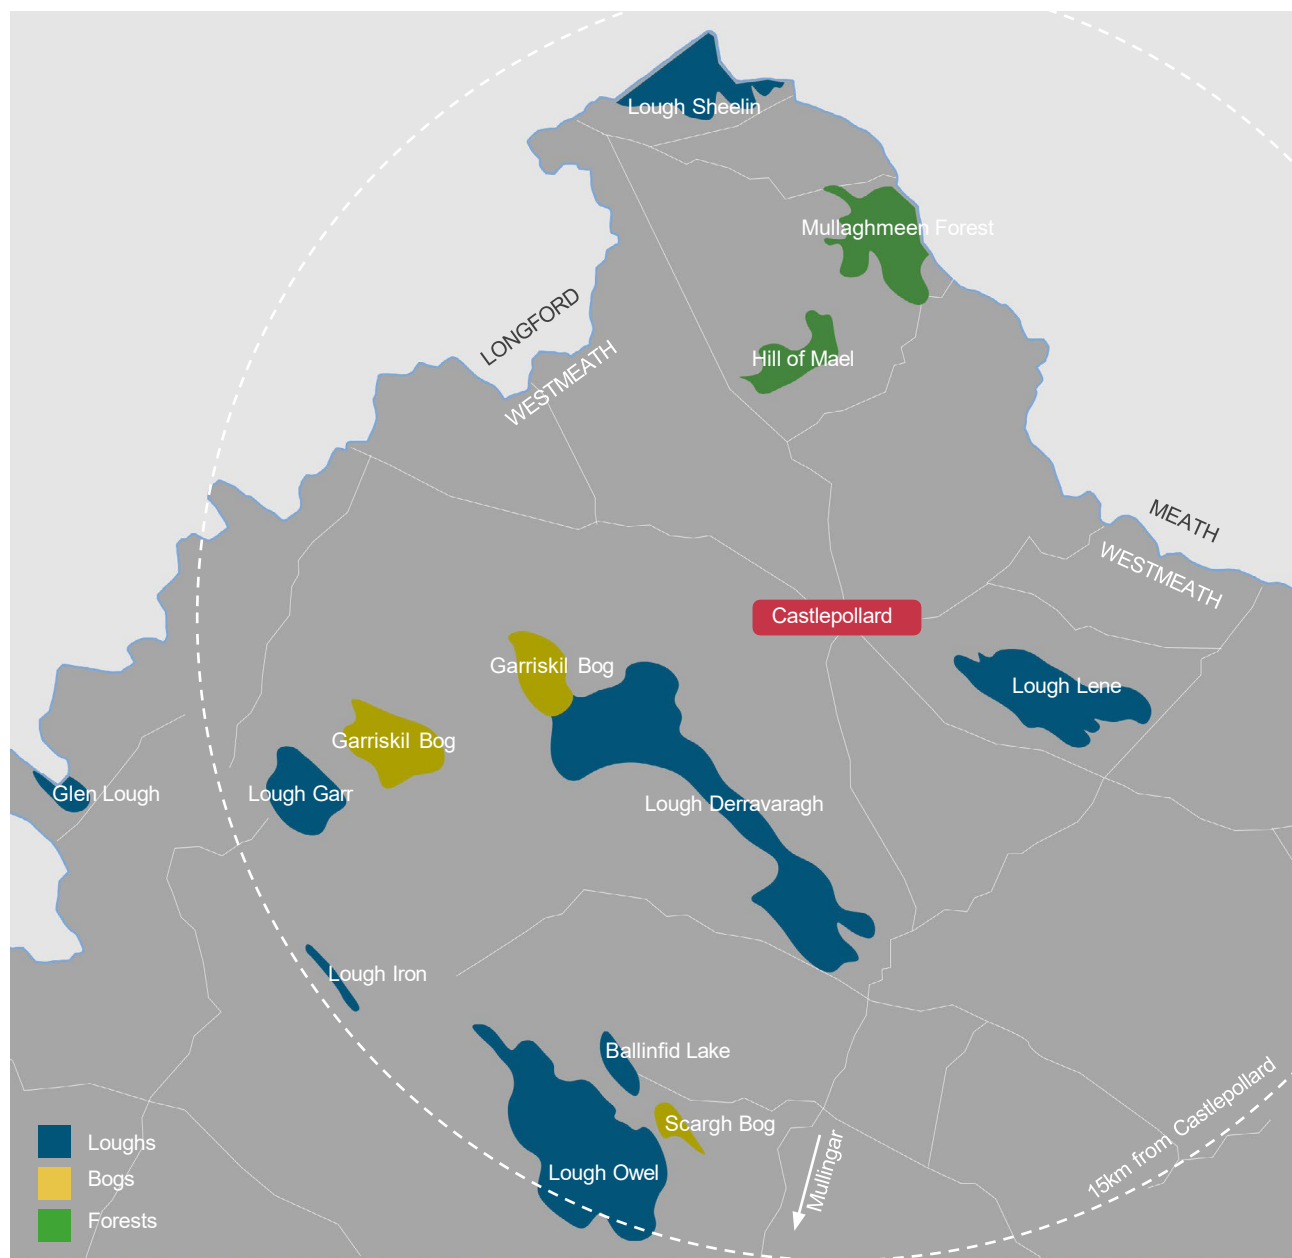 Lough Sheelin
Mullaghmeen Forest
LONGFORD
WESTMEATH
Hill of Mael
MEATH
WESTMEATH
Castlepollard
Garriskil Bog
Lough Lene
Garriskil Bog
Glen Lough
Lough Garr
Lough Derravaragh
Lough Iron
Ballinfid Lake
Scargh Bog
15km from Castlepollard
Loughs
Lough Owel
Mullingar
Bogs
Forests